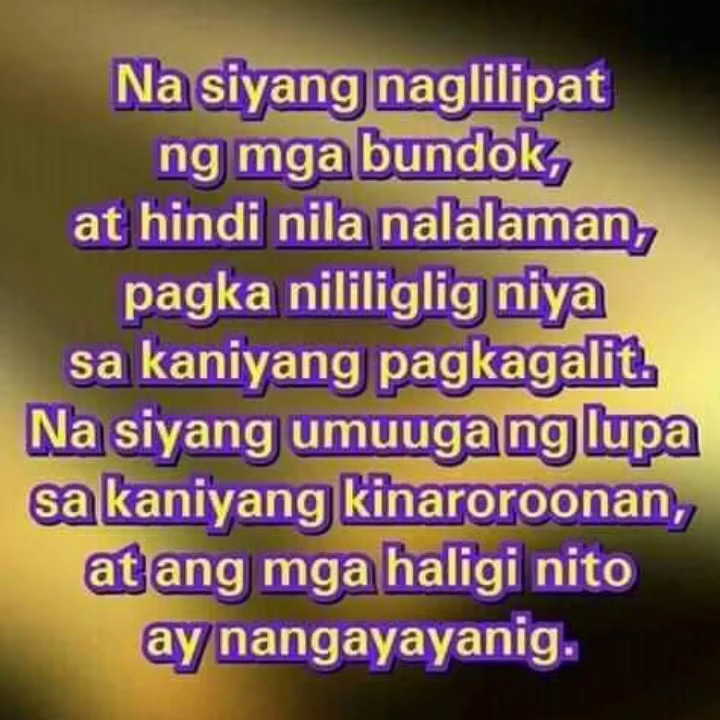 Na siyang naglilipat
ng mga bundok,
at hindi nila nalalaman,
pagka nililiglig niya
sa kaniyang pagkagalit.
Na siyang umuuga ng lupa
sa kaniyang kinaroroonan,
at ang mga haligi nito
ay nangayayanig.